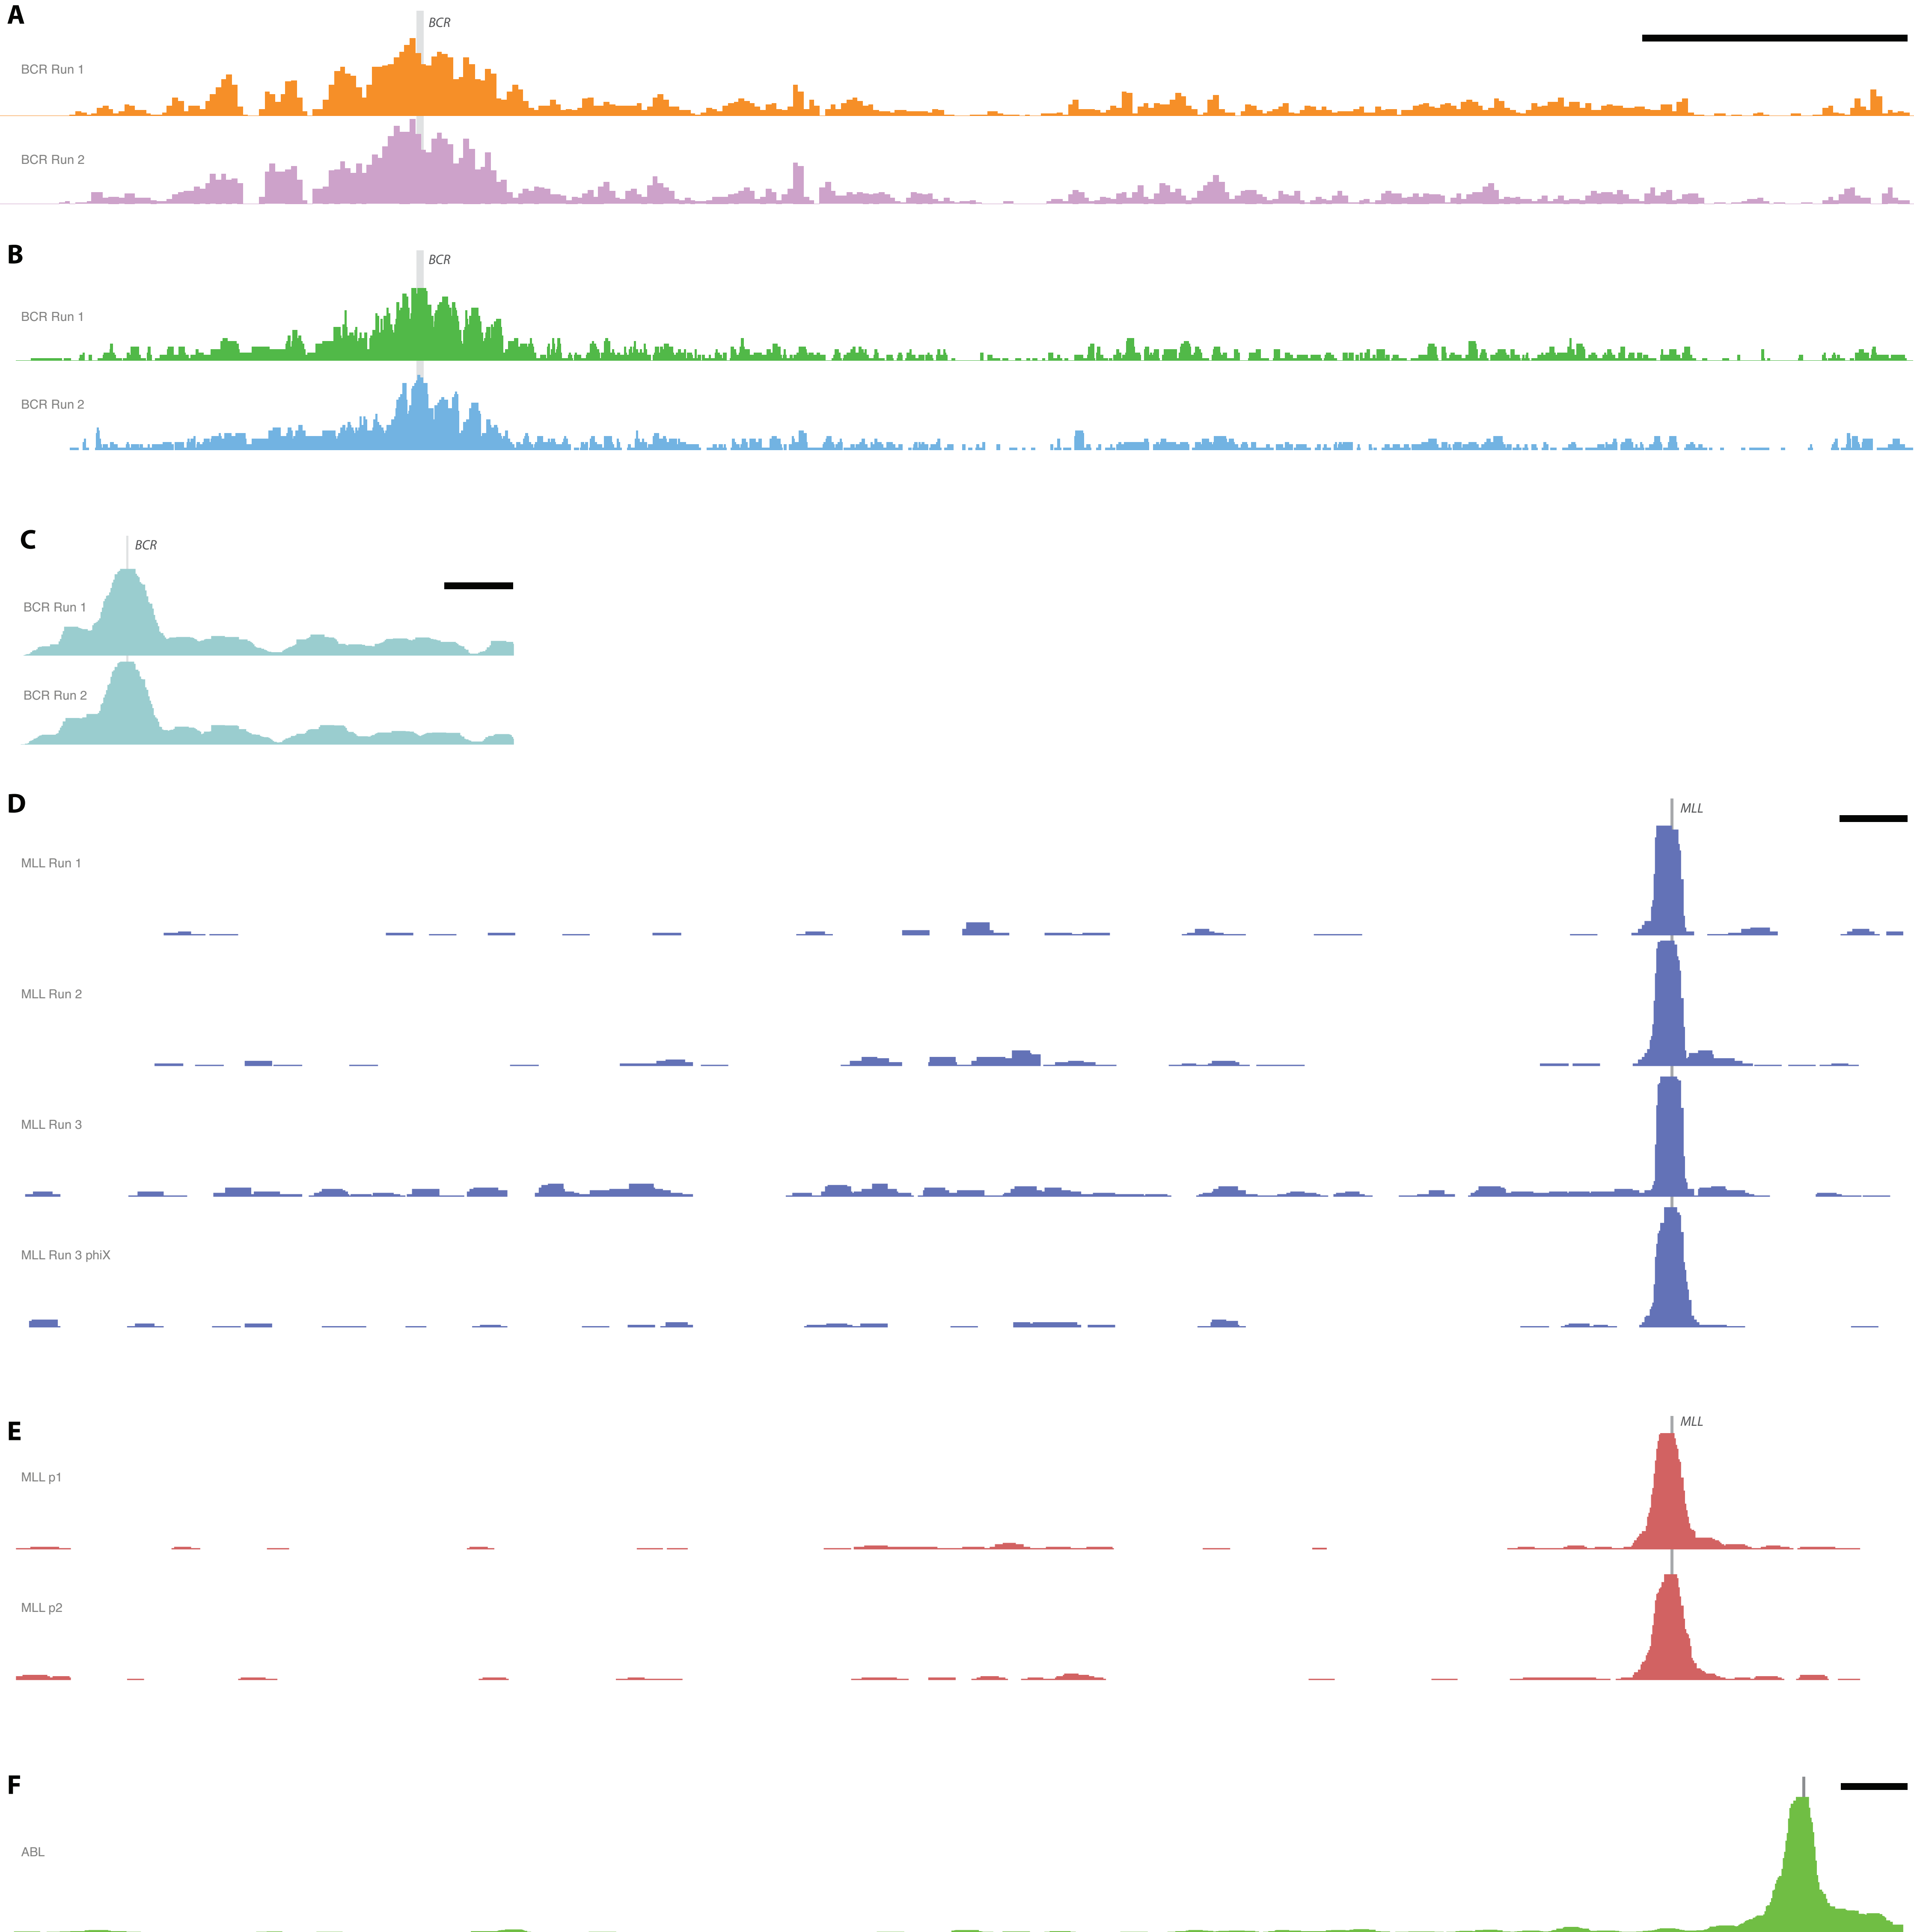 A
BCR
BCR Run 1
BCR Run 2
B
BCR
BCR Run 1
BCR Run 2
C
BCR
BCR Run 1
BCR Run 2
D
MLL
MLL Run 1
MLL Run 2
MLL Run 3
MLL Run 3 phiX
E
MLL
MLL p1
MLL p2
F
ABL